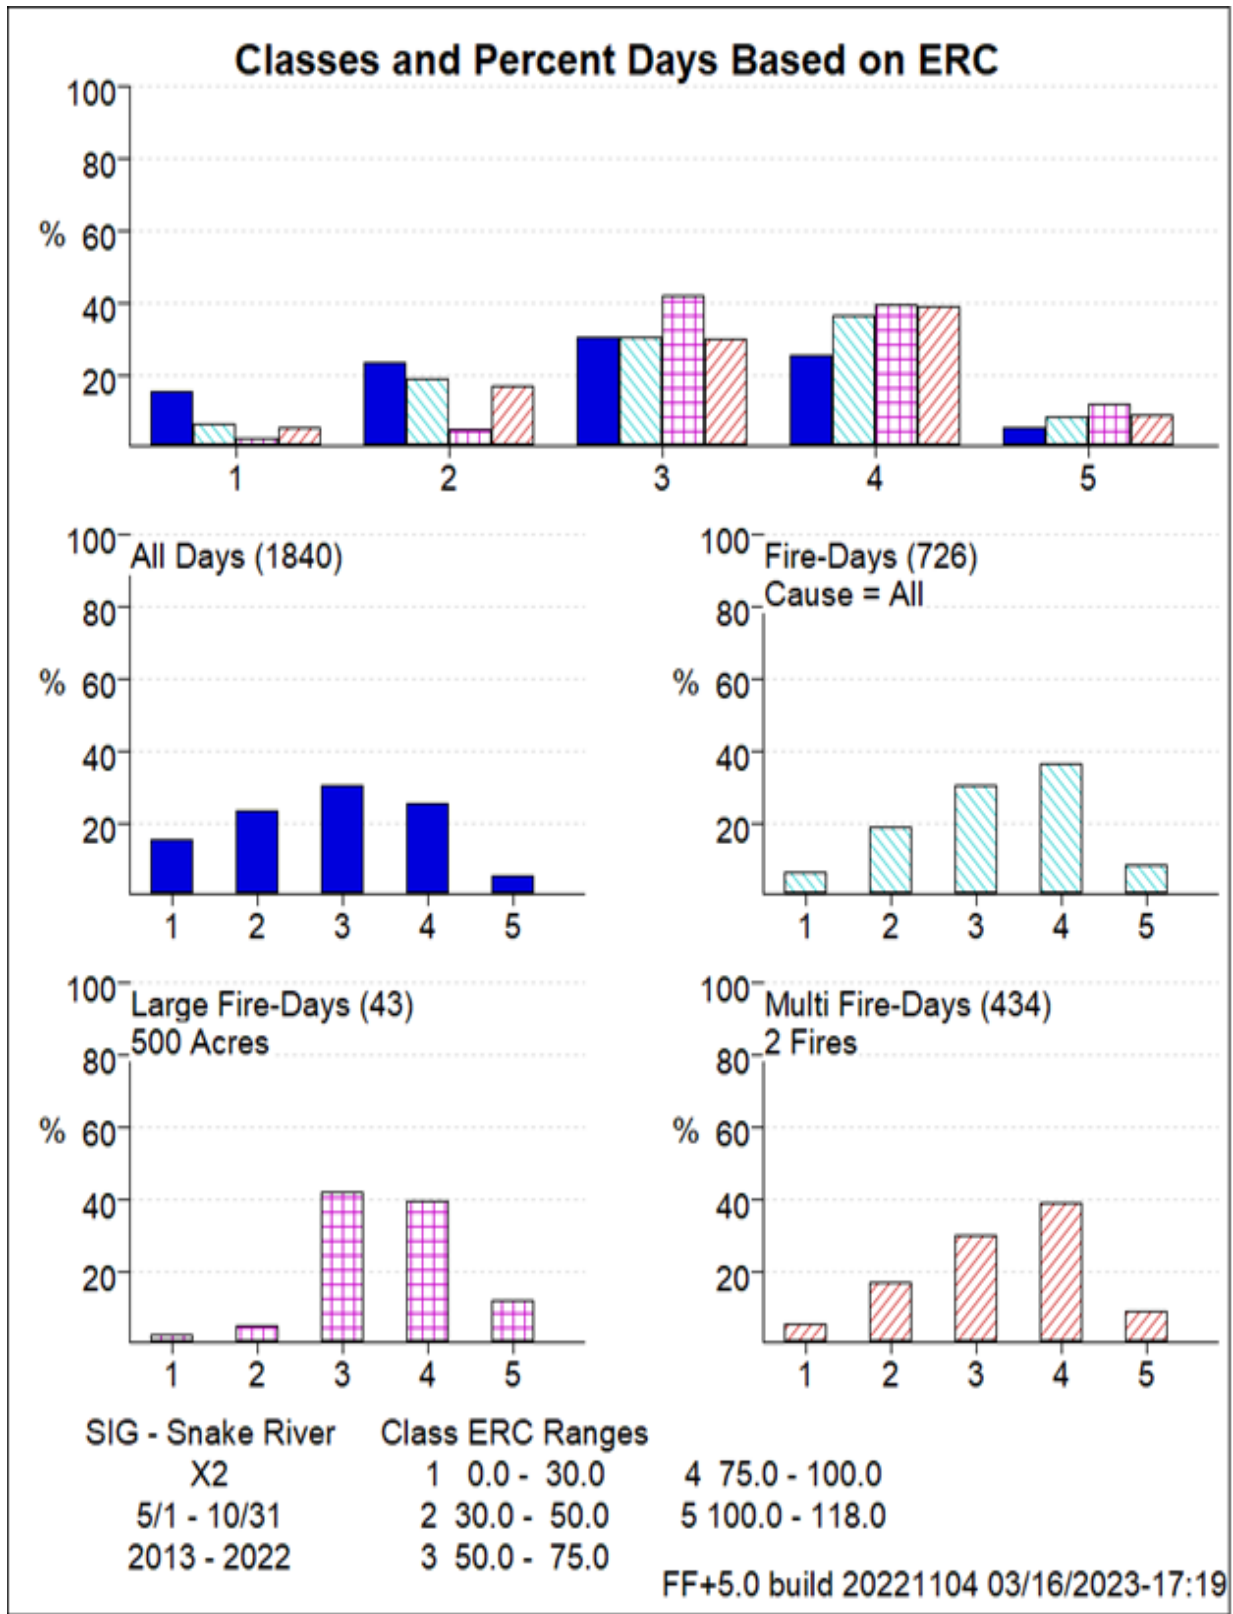 Classes and Percent Days Based on ERC
100
80
% 60
40
20
1 2 3 4 5
100
All Days (1840)
80
% 60
40
20
1 2 3 4 5
100
Fire-Days (726)
Cause = All
80
% 60
40
20
1 2 3 4 5
100
Large Fire-Days (43)
500 Acres
80
% 60
40
20
1 2 3 4 5
100
Multi Fire-Days (434)
2 Fires
80
% 60
40
20
1 2 3 4 5
SIG - Snake River Class ERC Ranges
X2 1 0.0 - 30.0 4 75.0 - 100.0
5/1 - 10/31 2 30.0 - 50.0 5 100.0 - 118.0
2013 - 2022 3 50.0 - 75.0
FF+5.0 build 20221104 03/16/2023-17:19